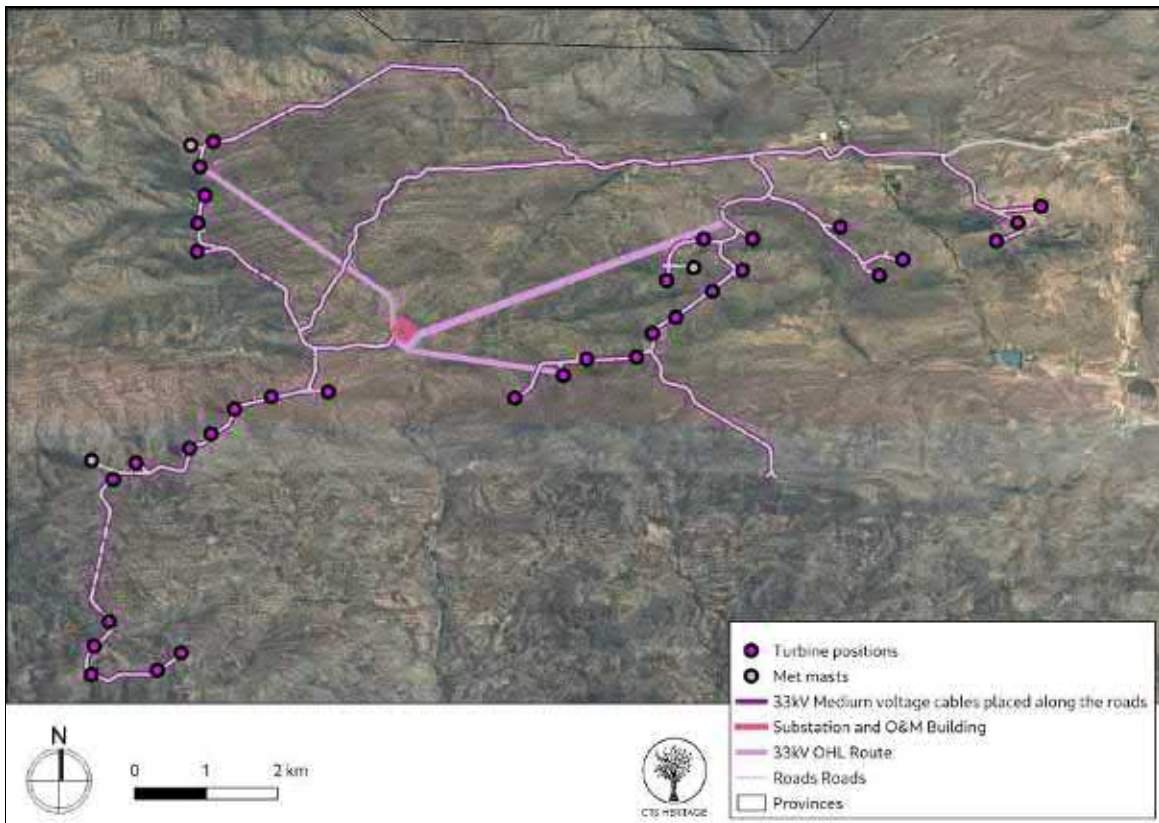 Turbine positions
Met masts
33kV Medium voltage cables placed along the roads
Substation and O&M Building
33kV OHL Route
Roads Roads
Provinces
N
0 1 2 km
CTS HERITAGE